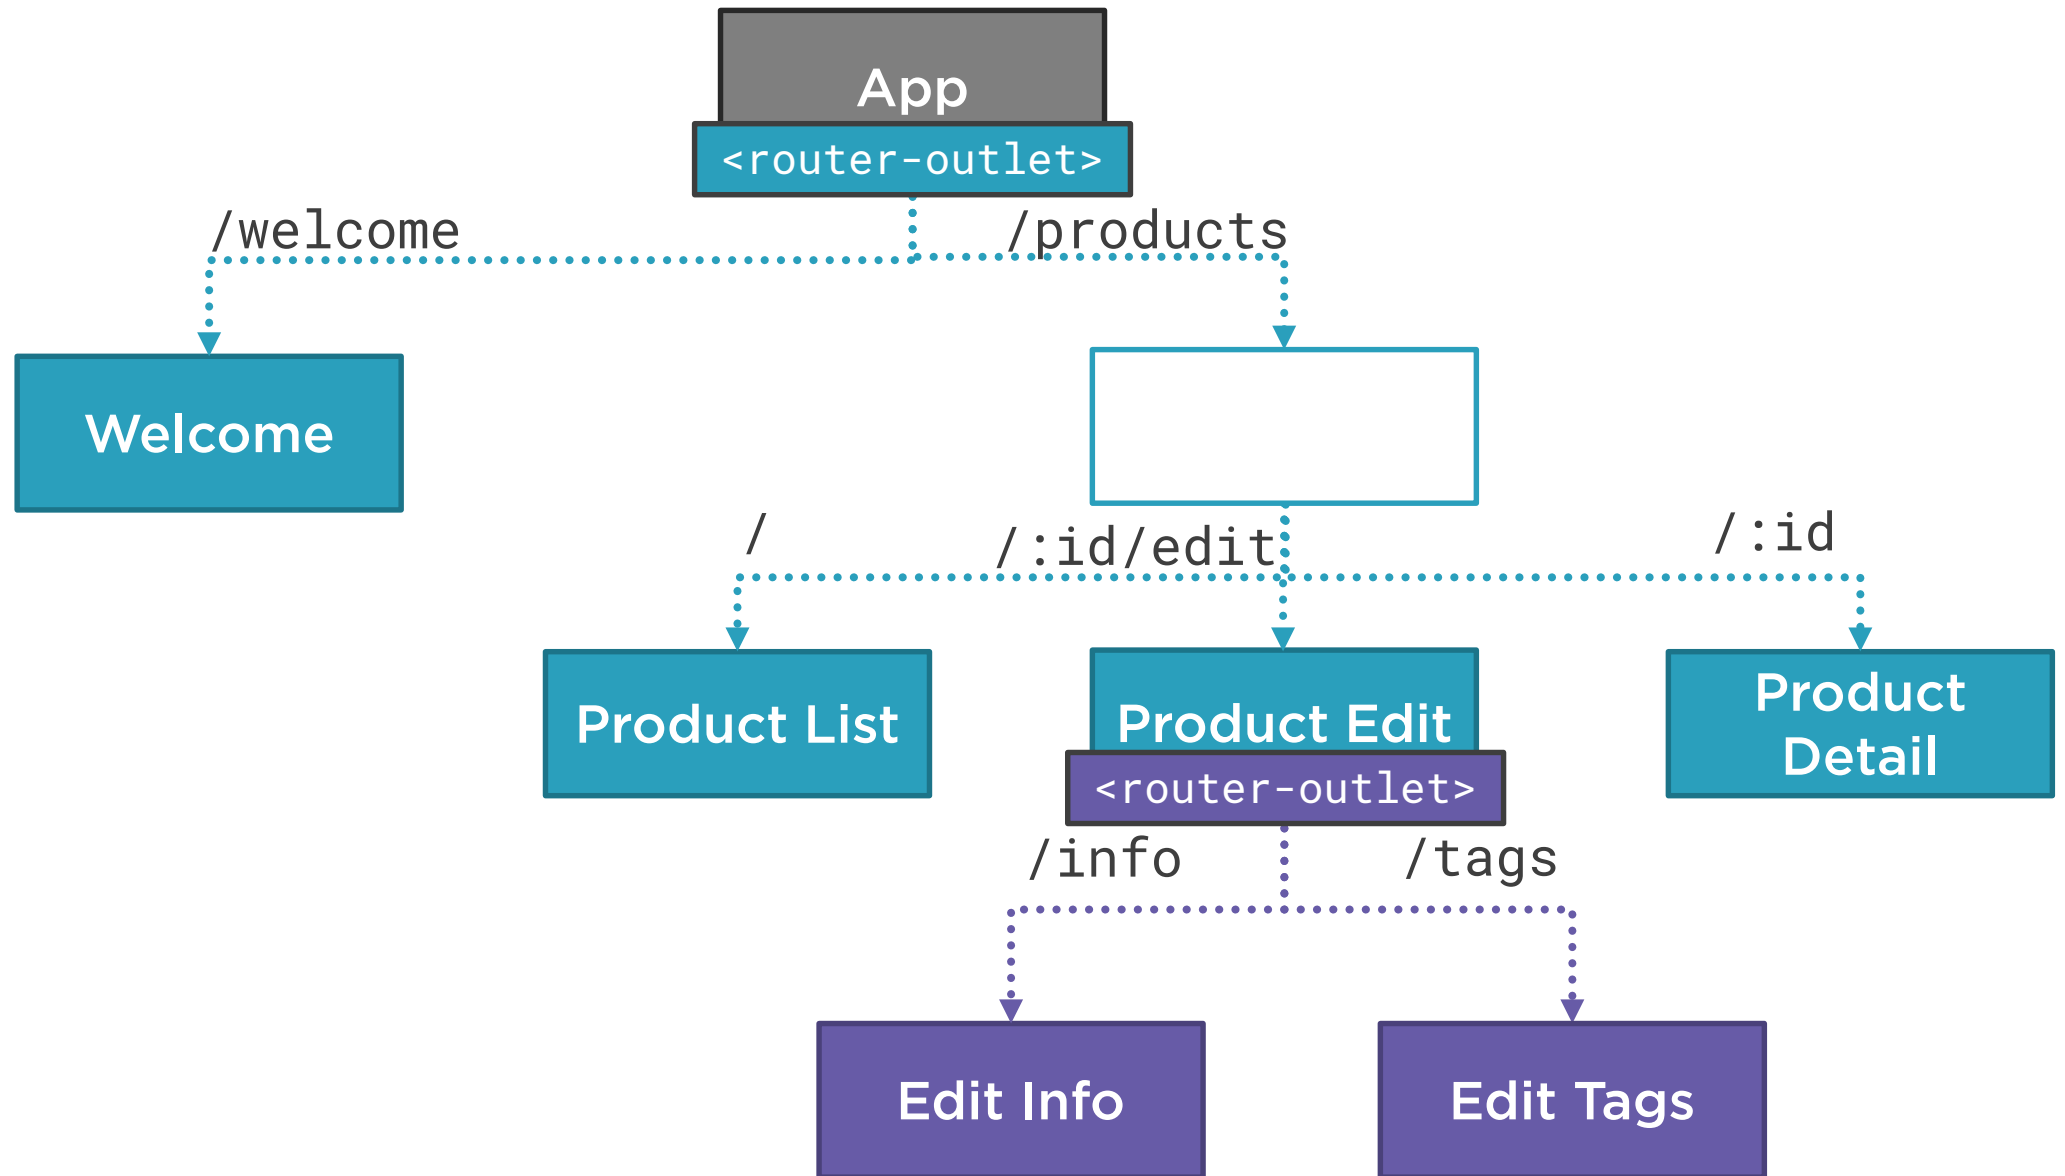 App
<router-outlet>
/welcome
/products
Welcome
/
/:id/edit
/:id
Product List
Product Edit
<router-outlet>
Product
Detail
/info
/tags
Edit Info
Edit Tags